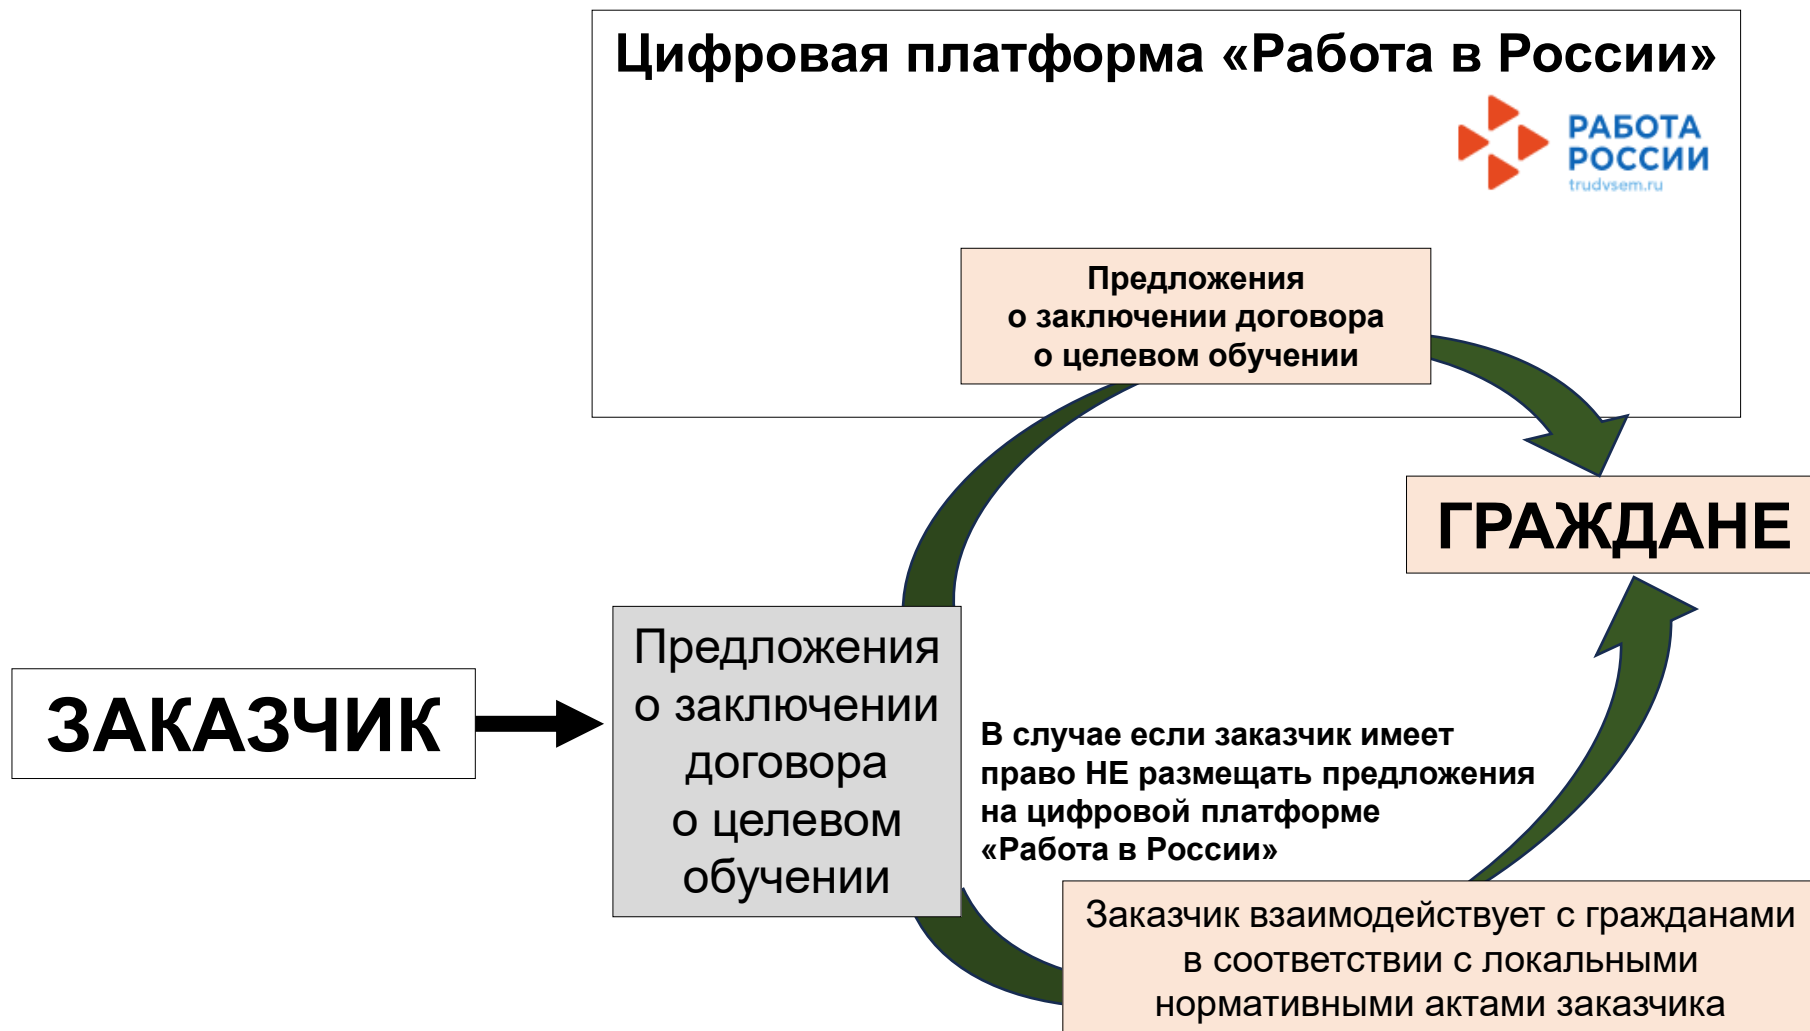 Цифровая платформа «Работа в России»
РАБОТА
РОССИИ
trudvsem.ru
Предложения
о заключении договора
о целевом обучении
ГРАЖДАНЕ
ЗАКАЗЧИК
Предложения
о заключении
договора
о целевом
обучении
В случае если заказчик имеет
право НЕ размещать предложения
на цифровой платформе
«Работа в России»
Заказчик взаимодействует с гражданами
в соответствии с локальными
нормативными актами заказчика